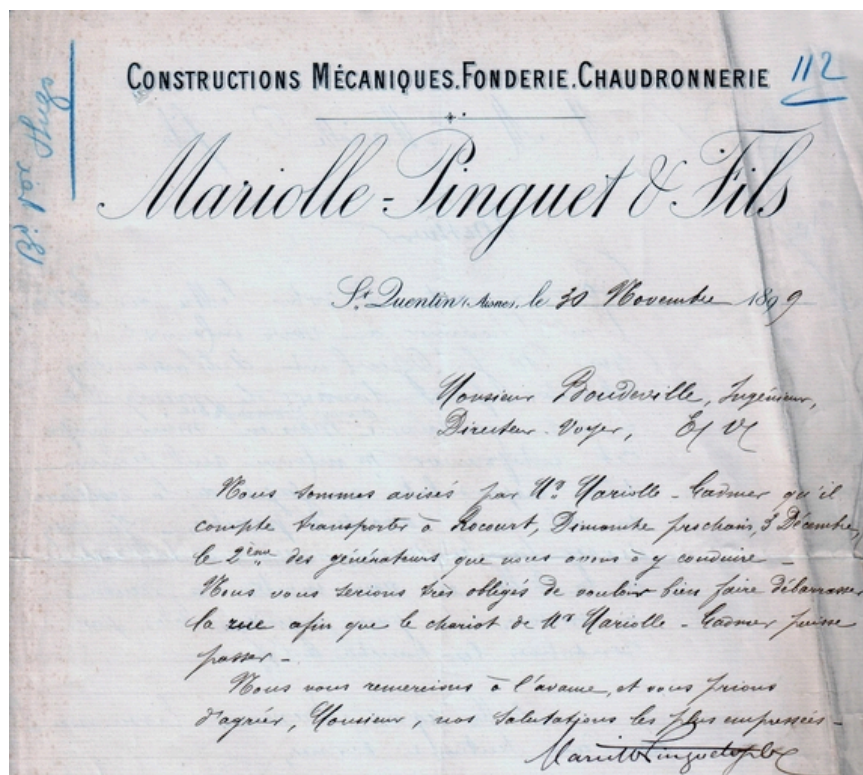 Bd Vor Hugo
CONSTRUCTIONS MÉCANIQUES. FONDERIE. CHAUDRONNERIE
112
Mariolle-Pinguet & Fils
St Quentin (Aisne), le 30 Novembre 1899
Monsieur Boudeville, Ingénieur,
Directeur-Voyer, E/ V/
Nous sommes avisés par Mr Mariolle-Gadmer qu'il
compte transporter à Rocourt, Dimanche prochain, 3 Décembre,
le 2ème des générateurs que nous avons à y conduire -
Nous vous serions très obligés de vouloir bien faire débarrasser
la rue afin que le chariot de Mr Mariolle-Gadmer puisse
passer -
Nous vous remercions à l'avance, et vous prions
d'agréer, Monsieur, nos salutations les plus empressées -
Mariolle Pinguet